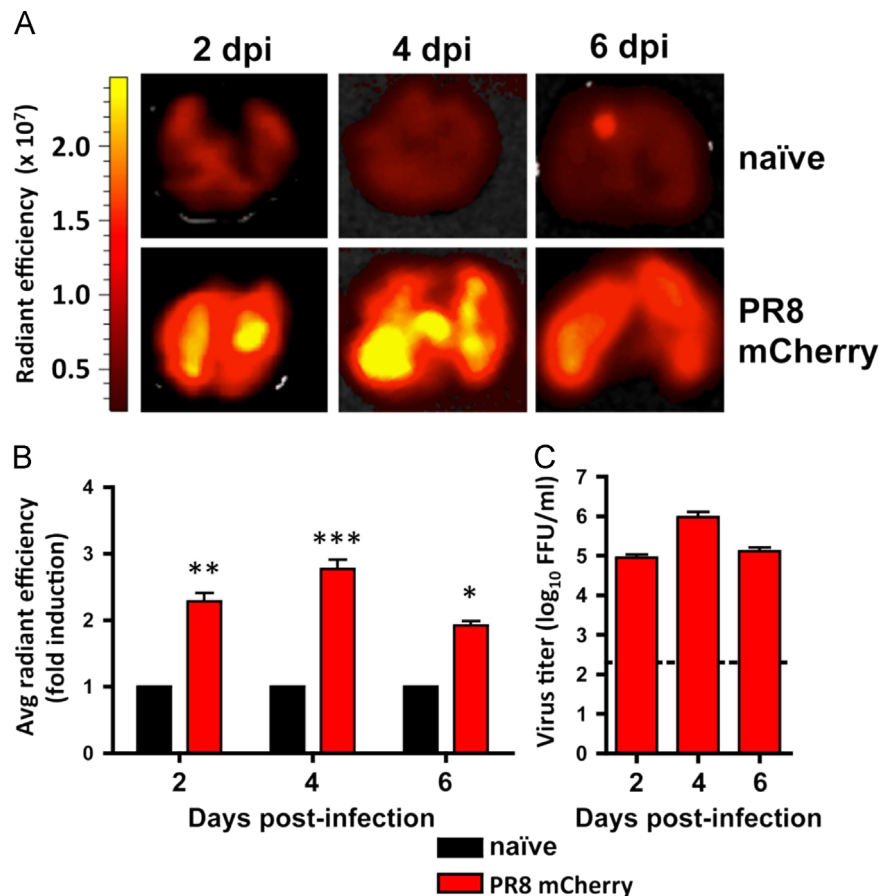 A
2 dpi
4 dpi
6 dpi
Radiant efficiency (x 10⁷)
2.0
1.5
1.0
0.5
naïve
PR8
mCherry
B
Avg radiant efficiency
(fold induction)
4
3
2
1
0
**
***
*
2
4
6
Days post-infection
C
Virus titer (log₁₀ FFU/ml)
7
6
5
4
3
2
1
0
2
4
6
Days post-infection
naïve
PR8 mCherry